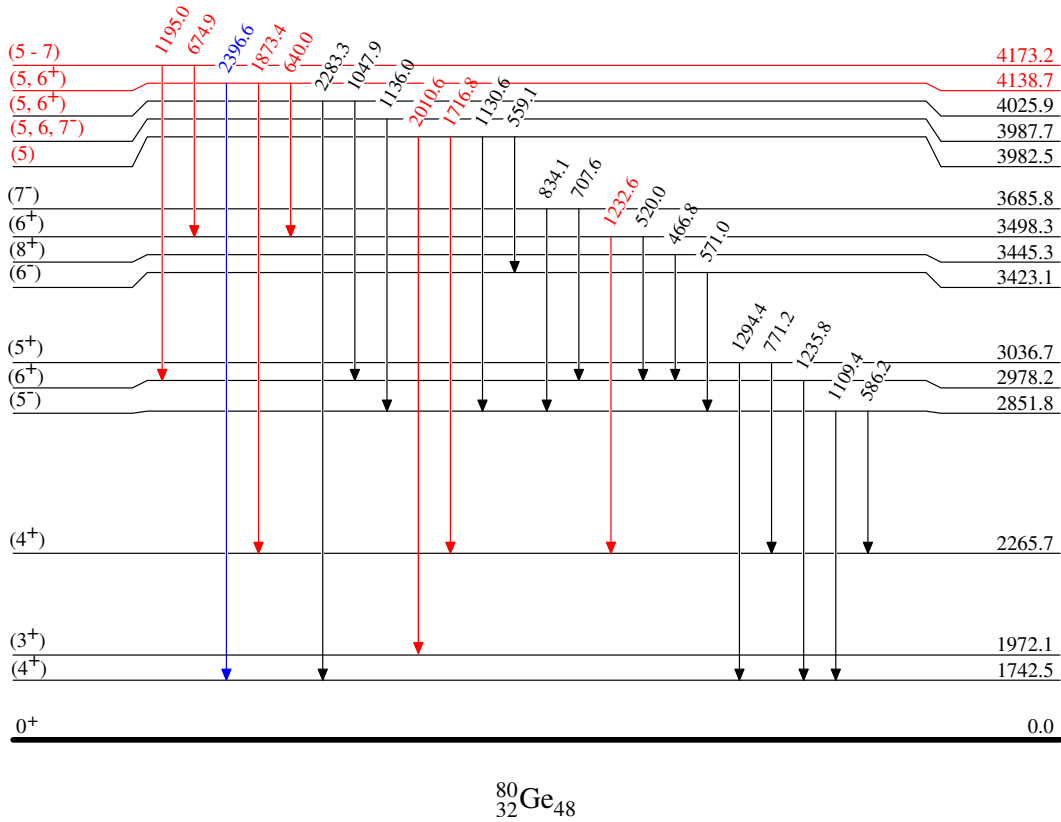 1195.0 674.9 2396.6 1873.4 640.0 2283.3 1047.9 1136.0 2010.6 1716.8 1130.6 559.1
(5 - 7) 4173.2
(5, 6⁺) 4138.7
(5, 6⁺) 4025.9
(5, 6, 7⁻) 3987.7
(5) 3982.5
834.1 707.6 1232.6 520.0 466.8 571.0
(7⁻) 3685.8
(6⁺) 3498.3
(8⁺) 3445.3
(6⁻) 3423.1
1294.4 771.2 1235.8 1109.4 586.2
(5⁺) 3036.7
(6⁺) 2978.2
(5⁻) 2851.8
(4⁺) 2265.7
(3⁺) 1972.1
(4⁺) 1742.5
0⁺ 0.0
⁸⁰₃₂Ge₄₈